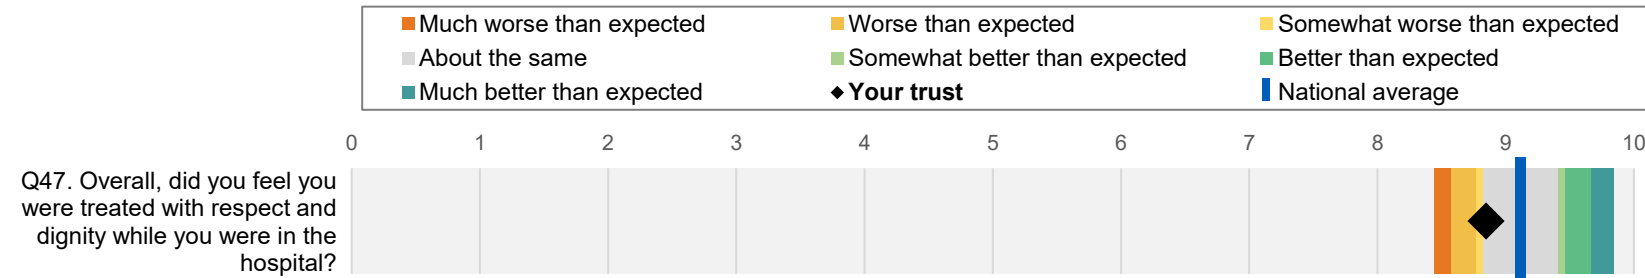 Much worse than expected
Worse than expected
Somewhat worse than expected
About the same
Somewhat better than expected
Better than expected
Much better than expected
Your trust
National average
0 1 2 3 4 5 6 7 8 9 10
Q47. Overall, did you feel you
were treated with respect and
dignity while you were in the
hospital?